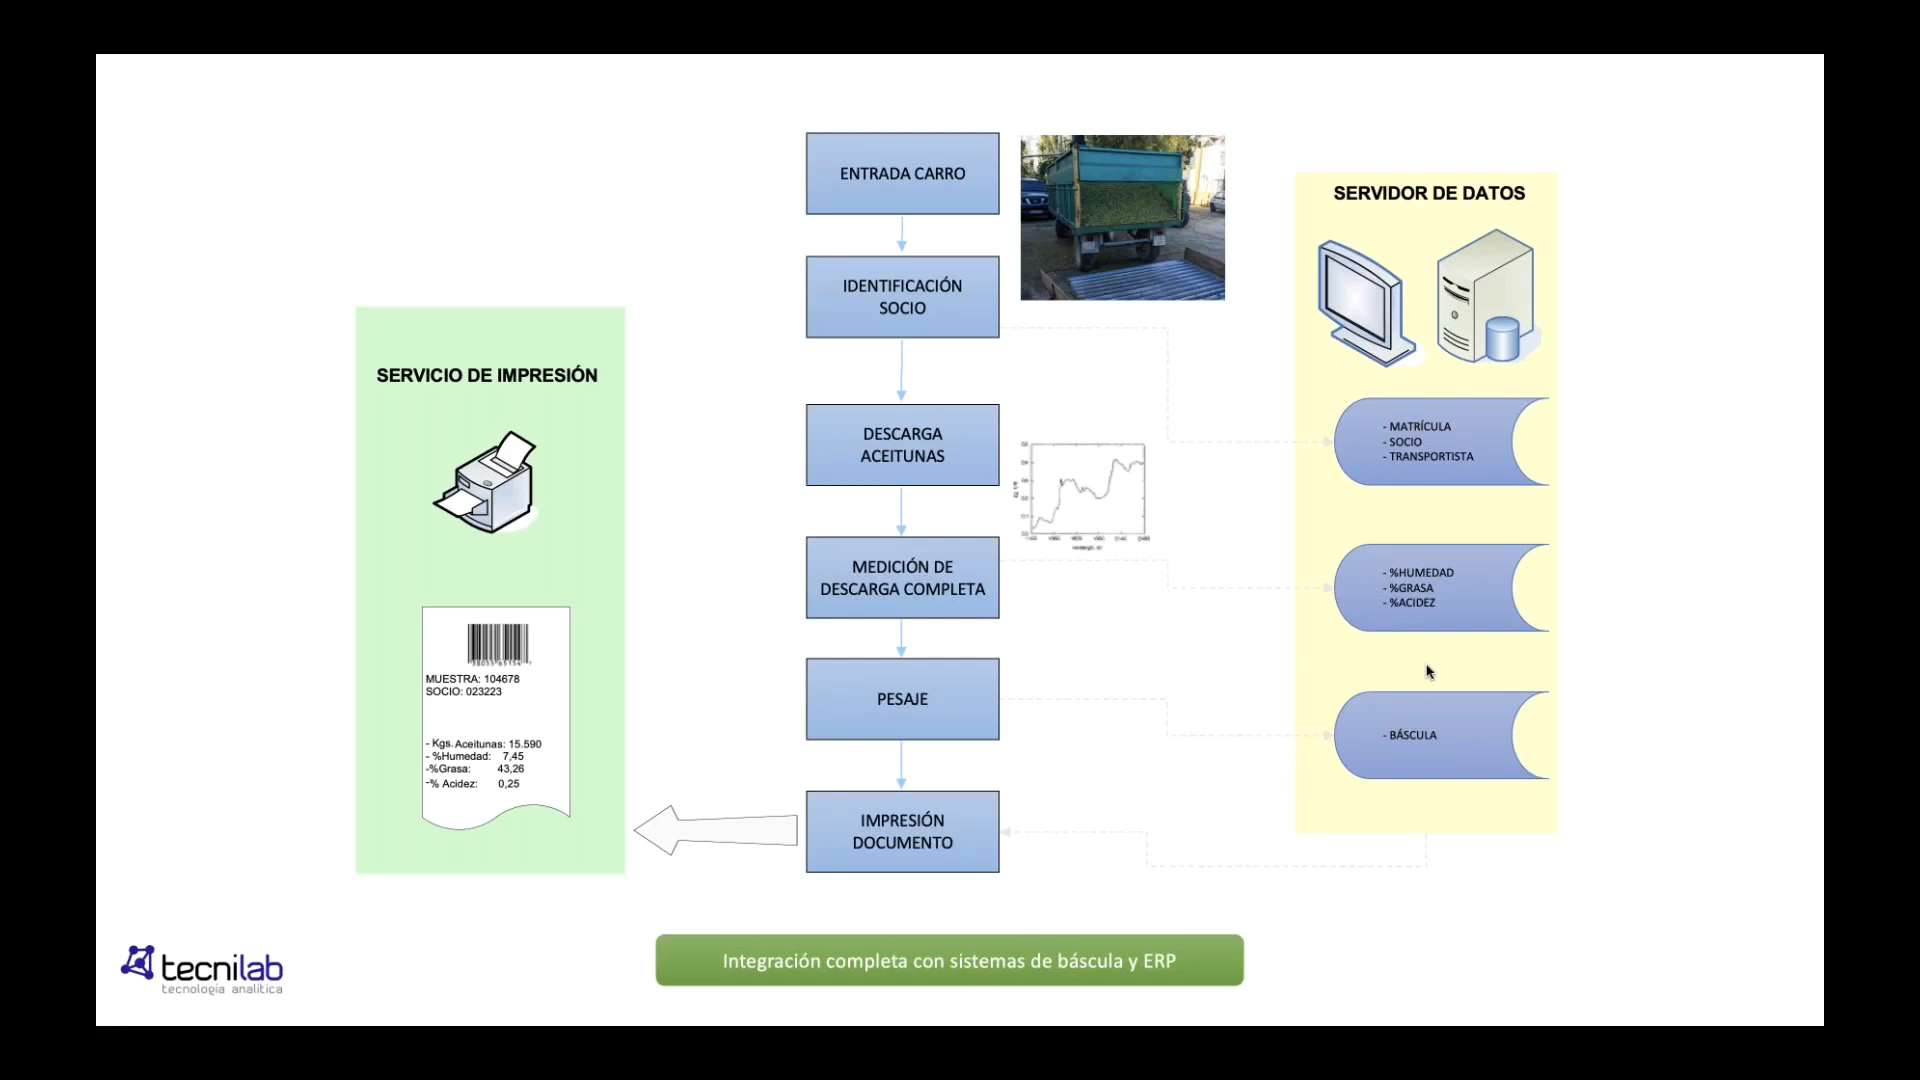 ENTRADA CARRO
IDENTIFICACIÓN
SOCIO
DESCARGA
ACEITUNAS
MEDICIÓN DE
DESCARGA COMPLETA
PESAJE
IMPRESIÓN
DOCUMENTO
SERVICIO DE IMPRESIÓN
MUESTRA: 104678
SOCIO: 023223
- Kgs. Aceitunas: 15.590
- %Humedad: 7,45
-%Grasa: 43,26
-% Acidez: 0,25
SERVIDOR DE DATOS
- MATRÍCULA
- SOCIO
- TRANSPORTISTA
- %HUMEDAD
- %GRASA
- %ACIDEZ
- BÁSCULA
Integración completa con sistemas de báscula y ERP
tecnilab
tecnología analítica